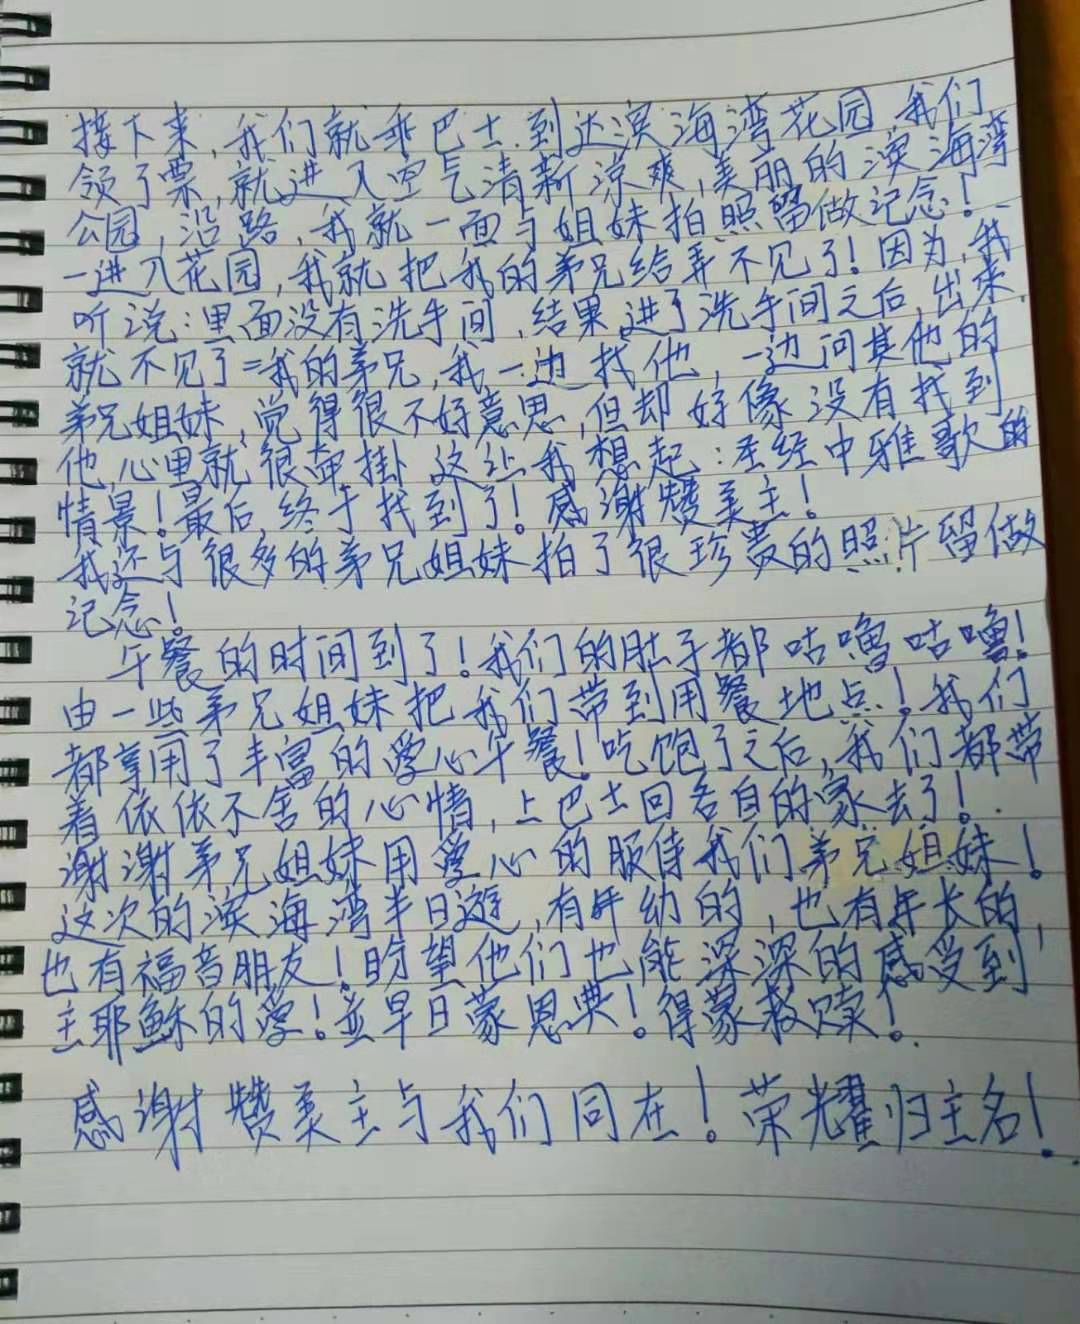 接下来,我们就乘巴士到达滨海湾花园,我们
领了票,就进入空气清新凉爽,美丽的滨海湾
公园,沿路,我就一面与姐妹拍照留做记念!
一进入花园,我就把我的弟兄给弄不见了!因为,我
听说:里面没有洗手间,结果进了洗手间之后,出来,
就不见了=我的弟兄,我一边找他,一边问其他的
弟兄姐妹,觉得很不好意思,但却好像没有找到
他,心里就很牵掛 这让我想起:圣经中雅歌的
情景!最后,终于找到了!感谢赞美主!
我还与很多的弟兄姐妹拍了很珍贵的照片留做
记念!
午餐的时间到了!我们的肚子都咕噜咕噜!
由一些弟兄姐妹把我们带到用餐地点!我们
都享用了丰富的爱心午餐!吃饱了之后,我们都带
着依依不舍的心情,上巴士回各自的家去了!
谢谢弟兄姐妹用爱心的服侍我们弟兄姐妹!
这次的滨海湾半日遊,有年幼的,也有年长的,
也有福音朋友!盼望他们也能深深的感受到
主耶稣的爱!並早日蒙恩典!得蒙救赎!
感谢赞美主与我们同在!荣耀归主名!